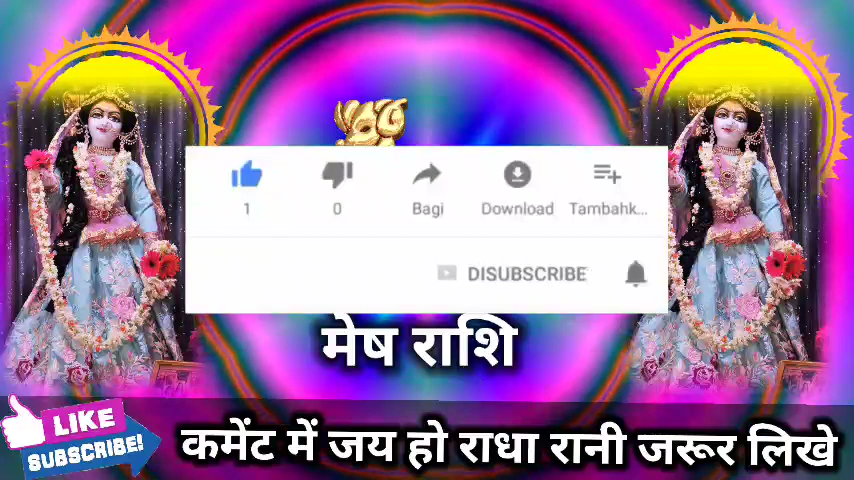 1 0 Bagi Download Tambahk...
DISUBSCRIBE
मेष राशि
LIKE
SUBSCRIBE!
कमेंट में जय हो राधा रानी जरूर लिखे